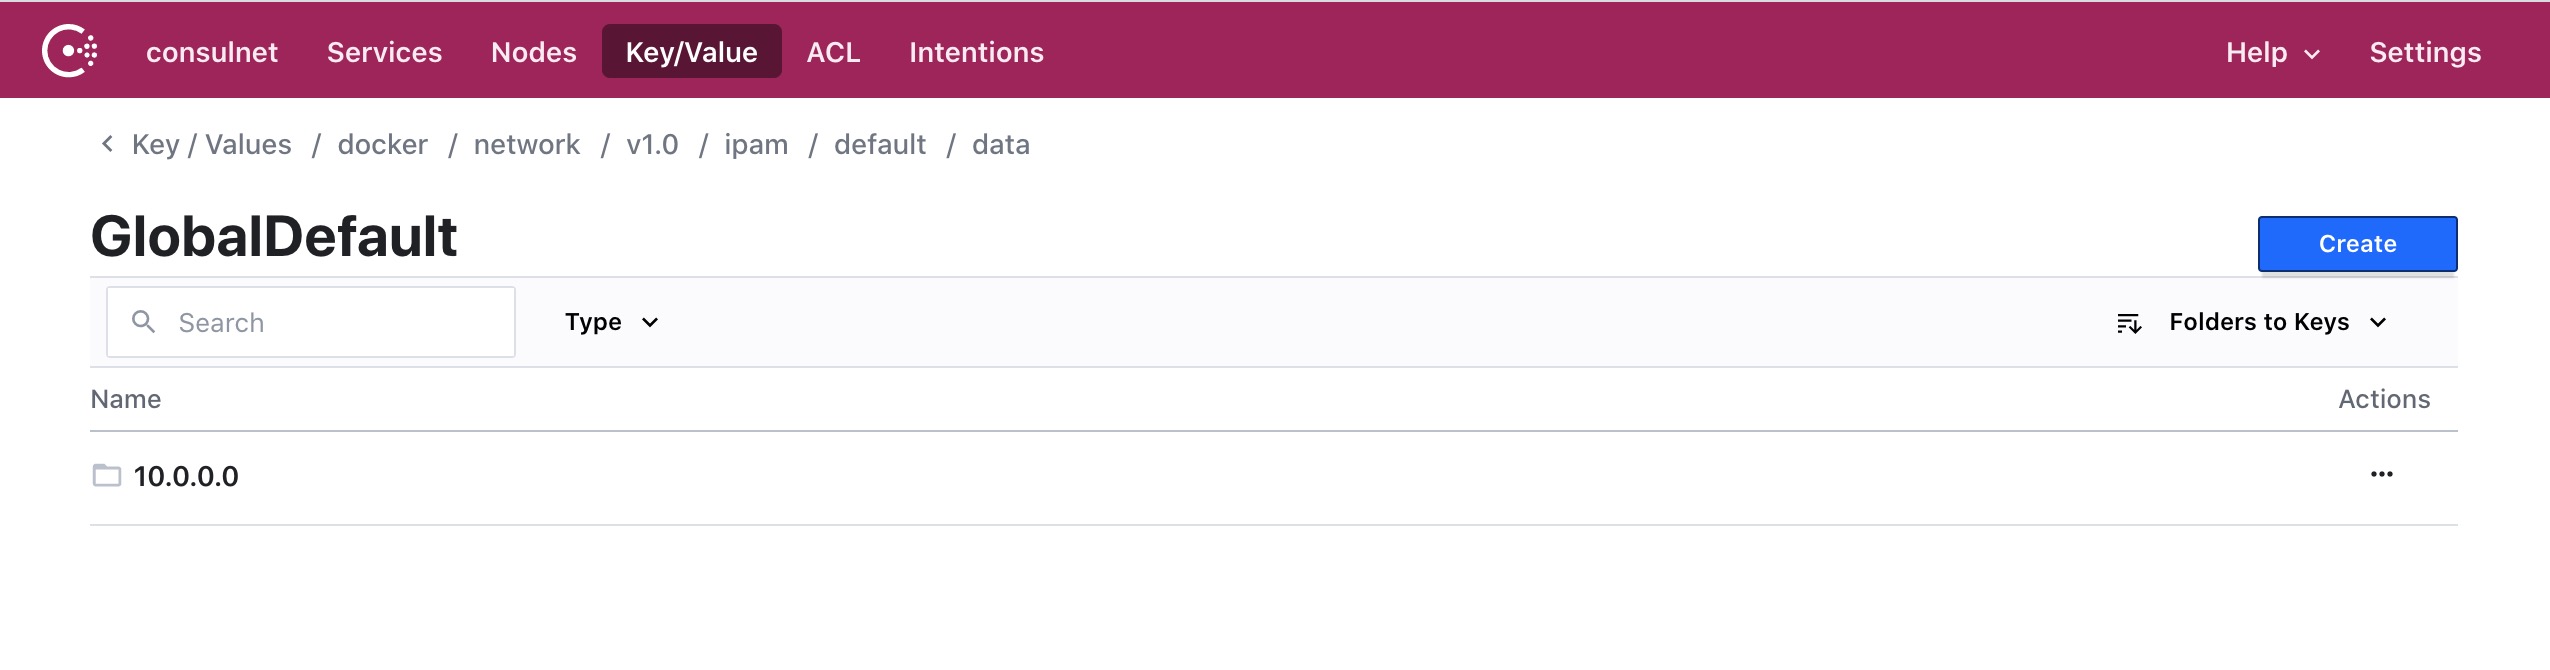 consulnet Services Nodes Key/Value ACL Intentions Help Settings
Key / Values / docker / network / v1.0 / ipam / default / data
GlobalDefault
Create
Search Type Folders to Keys
Name Actions
10.0.0.0